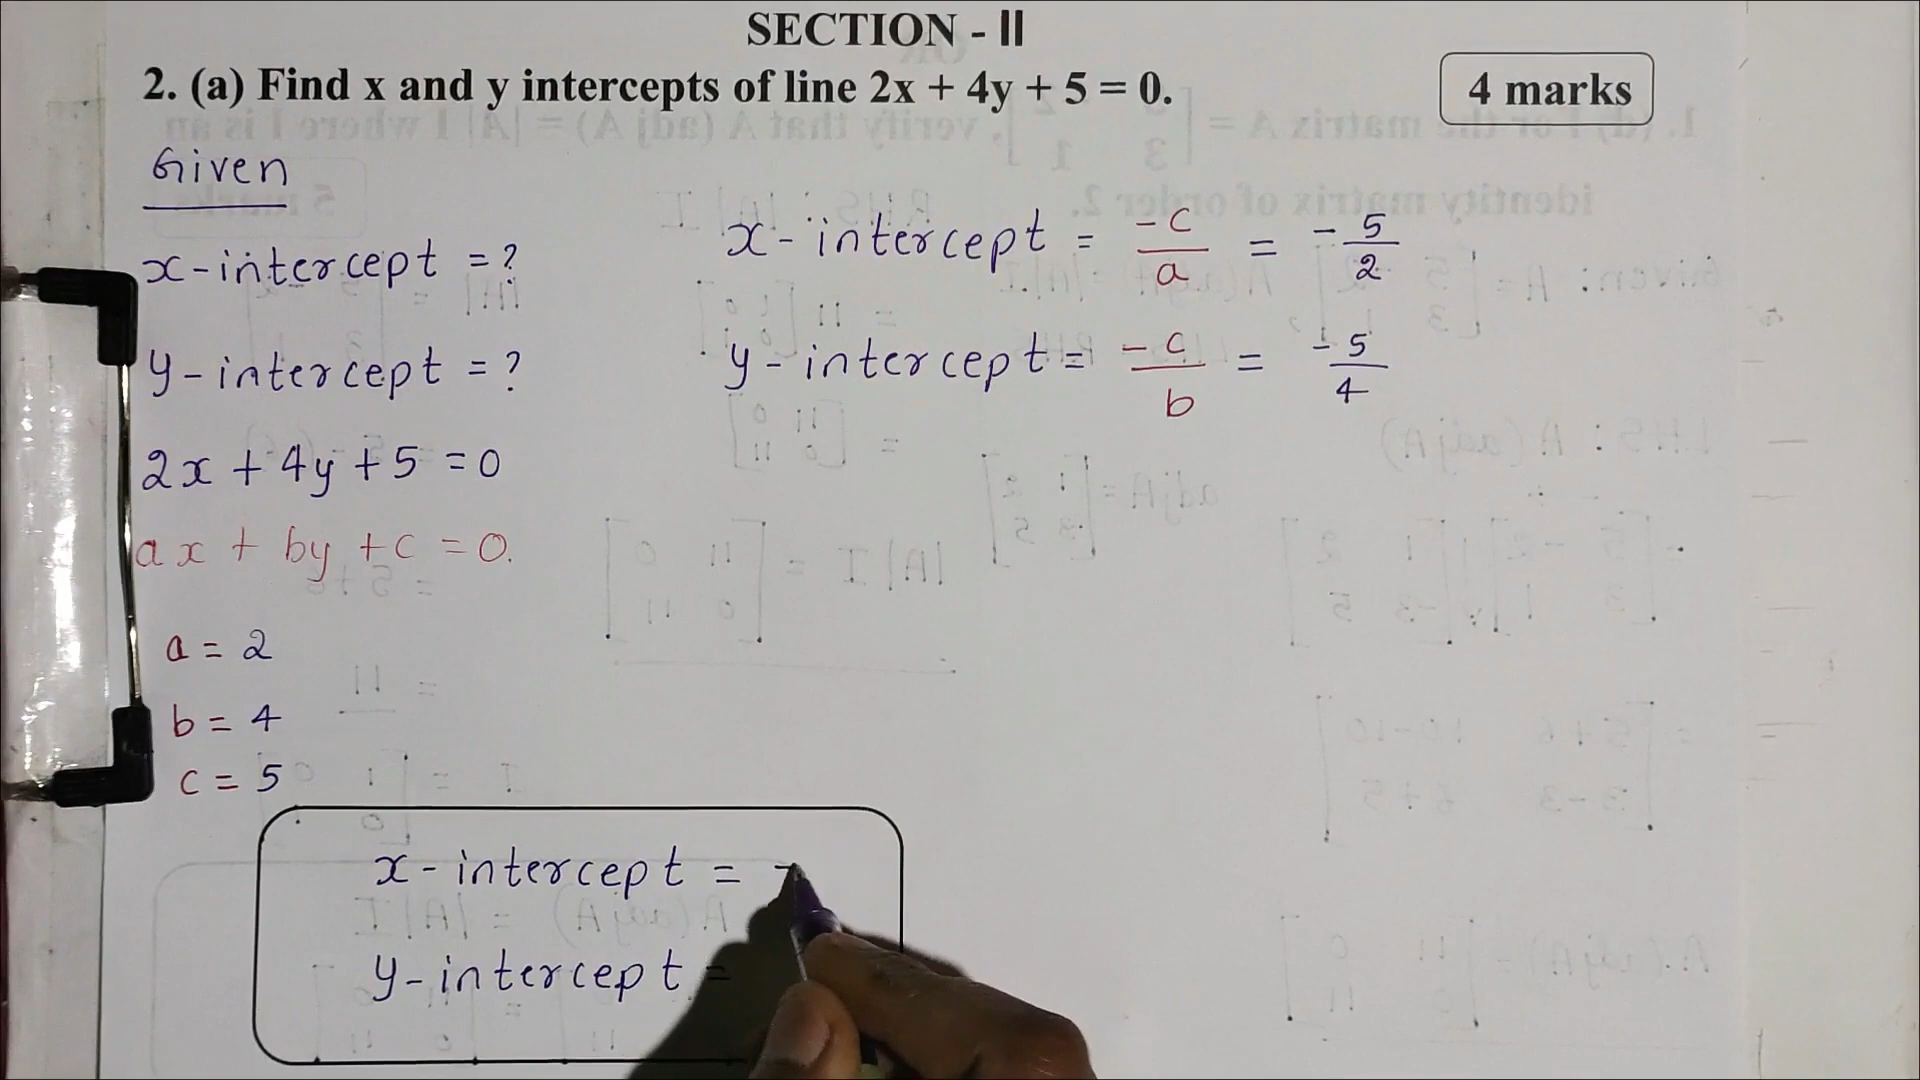 SECTION - II
2. (a) Find x and y intercepts of line 2x + 4y + 5 = 0.
4 marks
Given
x-intercept = ?
y-intercept = ?
2x + 4y + 5 = 0
ax + by + c = 0.
a = 2
b = 4
c = 5
x-intercept = -c/a = -5/2
y-intercept = -c/b = -5/4
x-intercept = -
y-intercept =